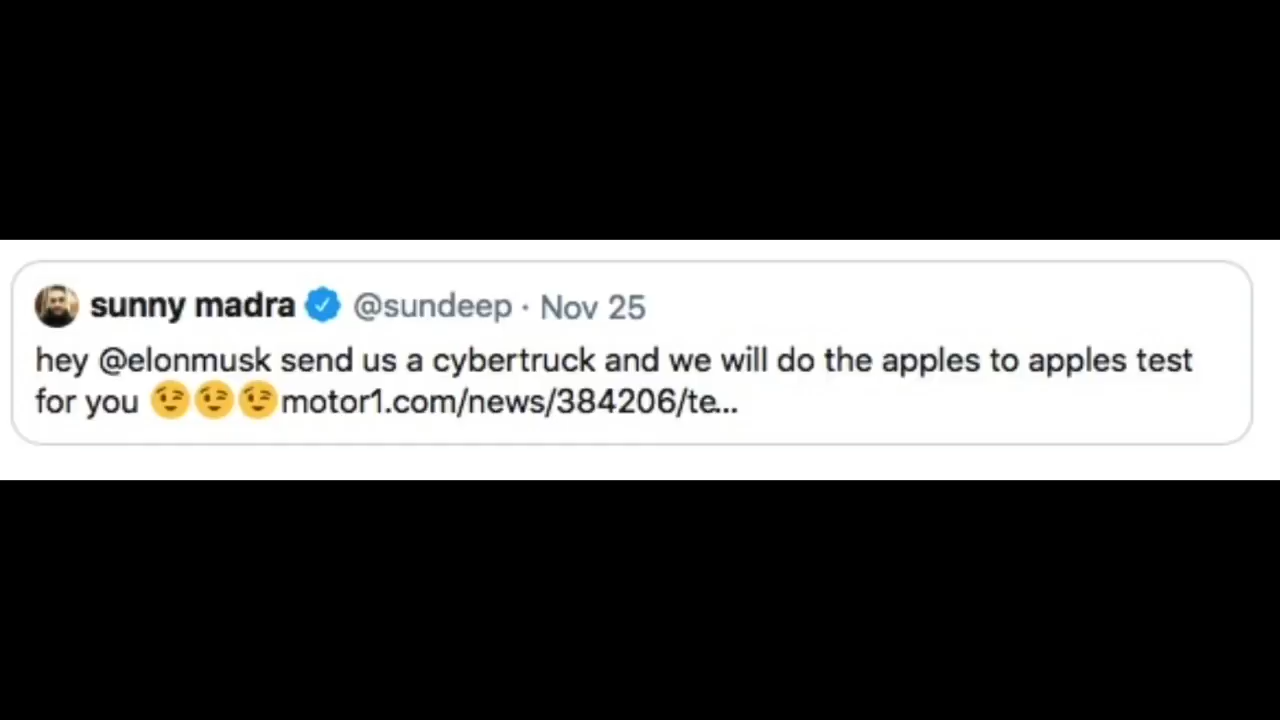 sunny madra @sundeep · Nov 25
hey @elonmusk send us a cybertruck and we will do the apples to apples test
for you 😉😉😉motor1.com/news/384206/te...